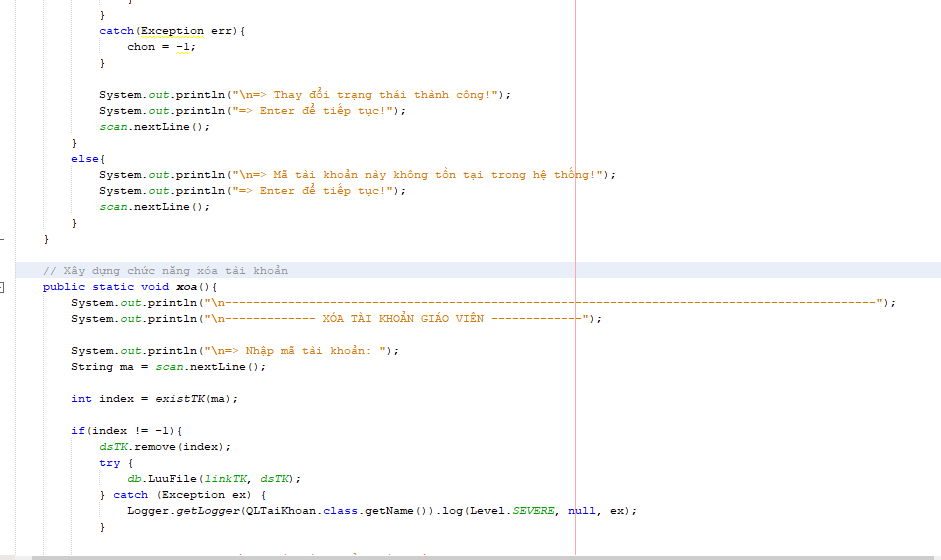 }
catch(Exception err){
chon = -1;
}
System.out.println("\n=> Thay đổi trạng thái thành công!");
System.out.println("=> Enter để tiếp tục!");
scan.nextLine();
}
else{
System.out.println("\n=> Mã tài khoản này không tồn tại trong hệ thống!");
System.out.println("=> Enter để tiếp tục!");
scan.nextLine();
}
}
// Xây dựng chức năng xóa tài khoản
public static void xoa(){
System.out.println("\n---------------------------------------------------------------------------------------------");
System.out.println("\n------------- XÓA TÀI KHOẢN GIÁO VIÊN -------------");
System.out.println("\n=> Nhập mã tài khoản: ");
String ma = scan.nextLine();
int index = existTK(ma);
if(index != -1){
dsTK.remove(index);
try {
db.LuuFile(linkTK, dsTK);
} catch (Exception ex) {
Logger.getLogger(QLTaiKhoan.class.getName()).log(Level.SEVERE, null, ex);
}